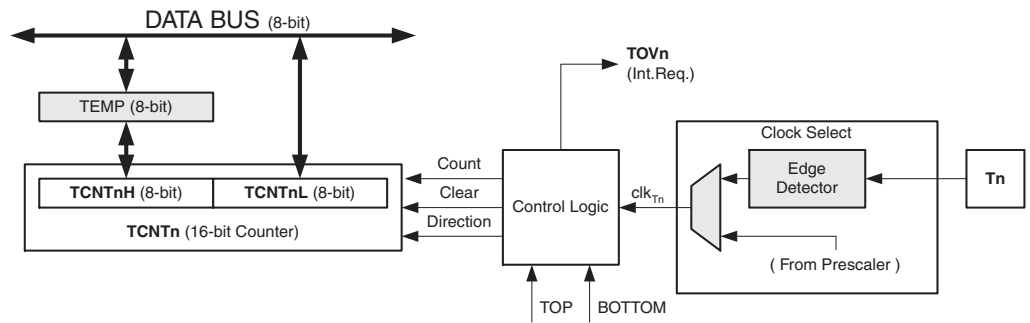 DATA BUS (8-bit)
TEMP (8-bit)
TCNTnH (8-bit)
TCNTnL (8-bit)
TCNTn (16-bit Counter)
Count
Clear
Direction
Control Logic
TOVn
(Int.Req.)
TOP
BOTTOM
clkTn
Clock Select
Edge
Detector
( From Prescaler )
Tn